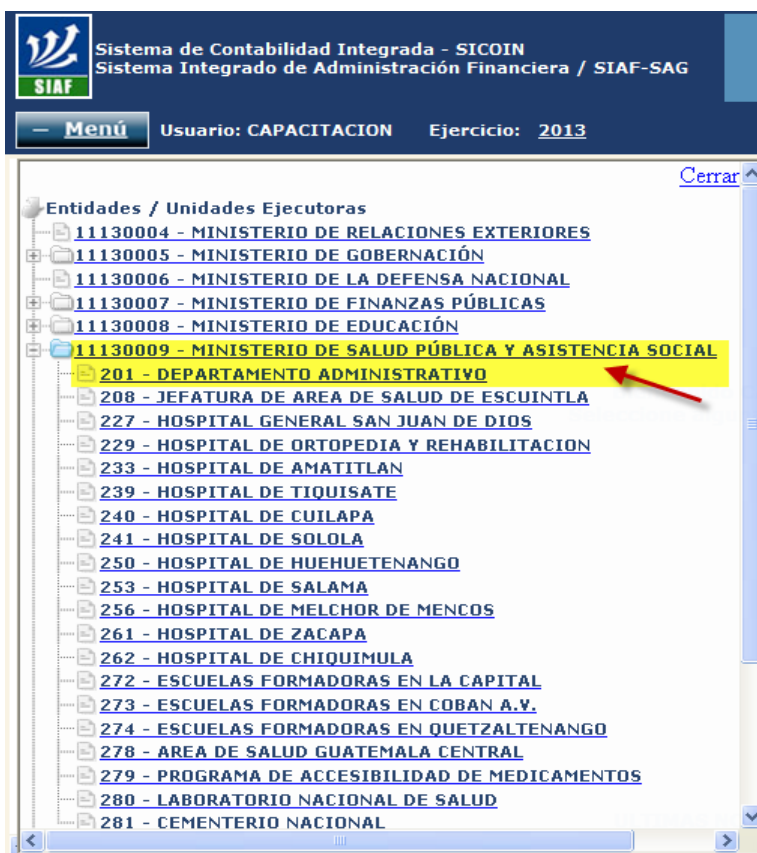 Sistema de Contabilidad Integrada - SICOIN
Sistema Integrado de Administración Financiera / SIAF-SAG
SIAF
— Menú Usuario: CAPACITACION Ejercicio: 2013
Cerrar
Entidades / Unidades Ejecutoras
11130004 - MINISTERIO DE RELACIONES EXTERIORES
11130005 - MINISTERIO DE GOBERNACIÓN
11130006 - MINISTERIO DE LA DEFENSA NACIONAL
11130007 - MINISTERIO DE FINANZAS PÚBLICAS
11130008 - MINISTERIO DE EDUCACIÓN
11130009 - MINISTERIO DE SALUD PÚBLICA Y ASISTENCIA SOCIAL
201 - DEPARTAMENTO ADMINISTRATIVO
208 - JEFATURA DE AREA DE SALUD DE ESCUINTLA
227 - HOSPITAL GENERAL SAN JUAN DE DIOS
229 - HOSPITAL DE ORTOPEDIA Y REHABILITACION
233 - HOSPITAL DE AMATITLAN
239 - HOSPITAL DE TIQUISATE
240 - HOSPITAL DE CUILAPA
241 - HOSPITAL DE SOLOLA
250 - HOSPITAL DE HUEHUETENANGO
253 - HOSPITAL DE SALAMA
256 - HOSPITAL DE MELCHOR DE MENCOS
261 - HOSPITAL DE ZACAPA
262 - HOSPITAL DE CHIQUIMULA
272 - ESCUELAS FORMADORAS EN LA CAPITAL
273 - ESCUELAS FORMADORAS EN COBAN A.V.
274 - ESCUELAS FORMADORAS EN QUETZALTENANGO
278 - AREA DE SALUD GUATEMALA CENTRAL
279 - PROGRAMA DE ACCESIBILIDAD DE MEDICAMENTOS
280 - LABORATORIO NACIONAL DE SALUD
281 - CEMENTERIO NACIONAL